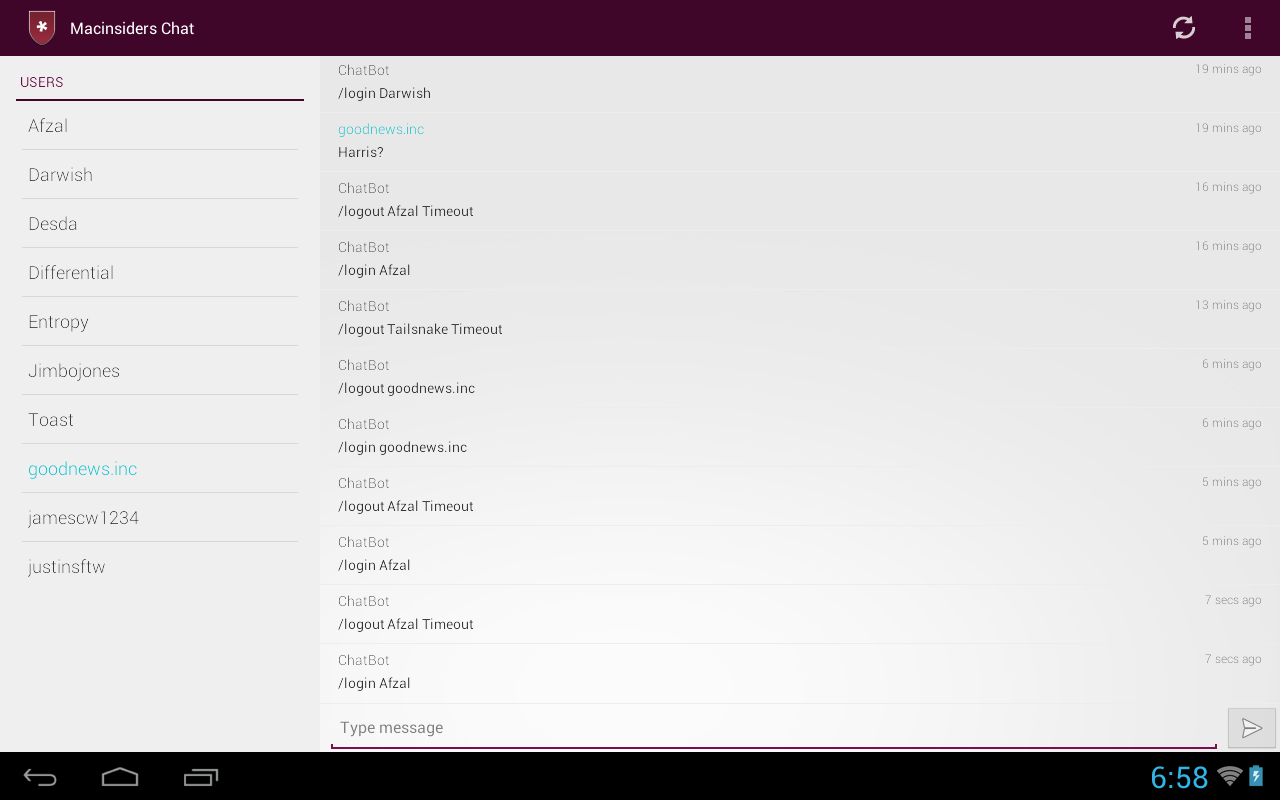 Macinsiders Chat
USERS
Afzal
Darwish
Desda
Differential
Entropy
Jimbojones
Toast
goodnews.inc
jamescw1234
justinsftw
ChatBot 19 mins ago
/login Darwish
goodnews.inc 19 mins ago
Harris?
ChatBot 16 mins ago
/logout Afzal Timeout
ChatBot 16 mins ago
/login Afzal
ChatBot 13 mins ago
/logout Tailsnake Timeout
ChatBot 6 mins ago
/logout goodnews.inc
ChatBot 6 mins ago
/login goodnews.inc
ChatBot 5 mins ago
/logout Afzal Timeout
ChatBot 5 mins ago
/login Afzal
ChatBot 7 secs ago
/logout Afzal Timeout
ChatBot 7 secs ago
/login Afzal
Type message
6:58